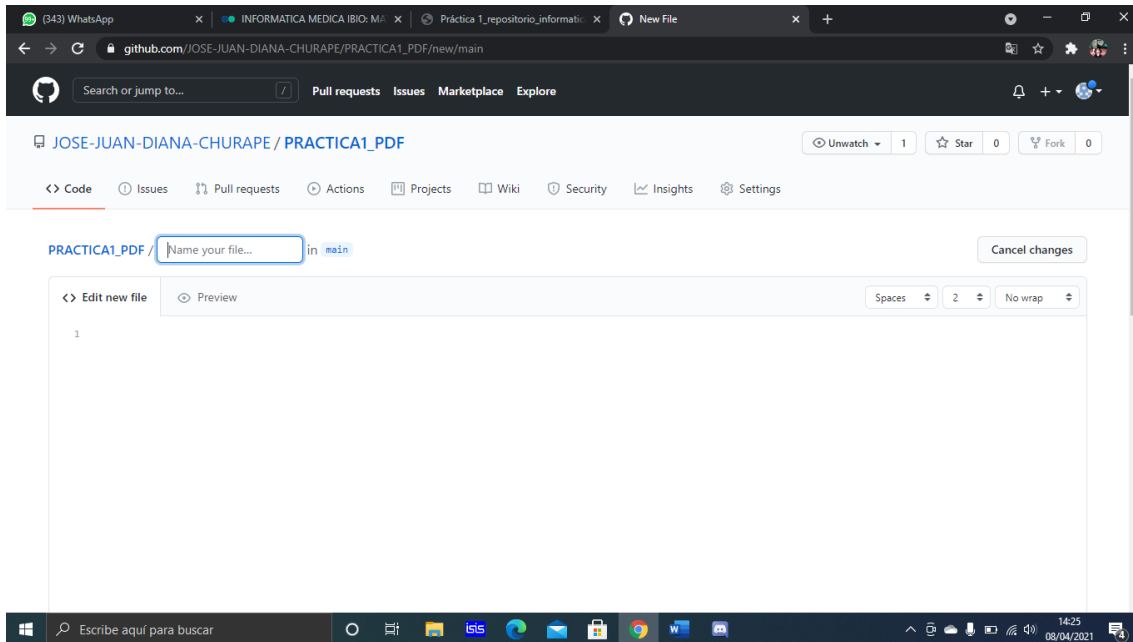 (343) WhatsApp
INFORMATICA MEDICA IBIO: MA
Práctica 1_repositorio_informatic
New File
github.com/JOSE-JUAN-DIANA-CHURAPE/PRACTICA1_PDF/new/main
Search or jump to... /
Pull requests Issues Marketplace Explore
JOSE-JUAN-DIANA-CHURAPE / PRACTICA1_PDF
Unwatch 1 Star 0 Fork 0
Code Issues Pull requests Actions Projects Wiki Security Insights Settings
PRACTICA1_PDF / Name your file... in main
Cancel changes
Edit new file Preview
Spaces 2 No wrap
1
Escribe aquí para buscar
isis
14:25
08/04/2021
4